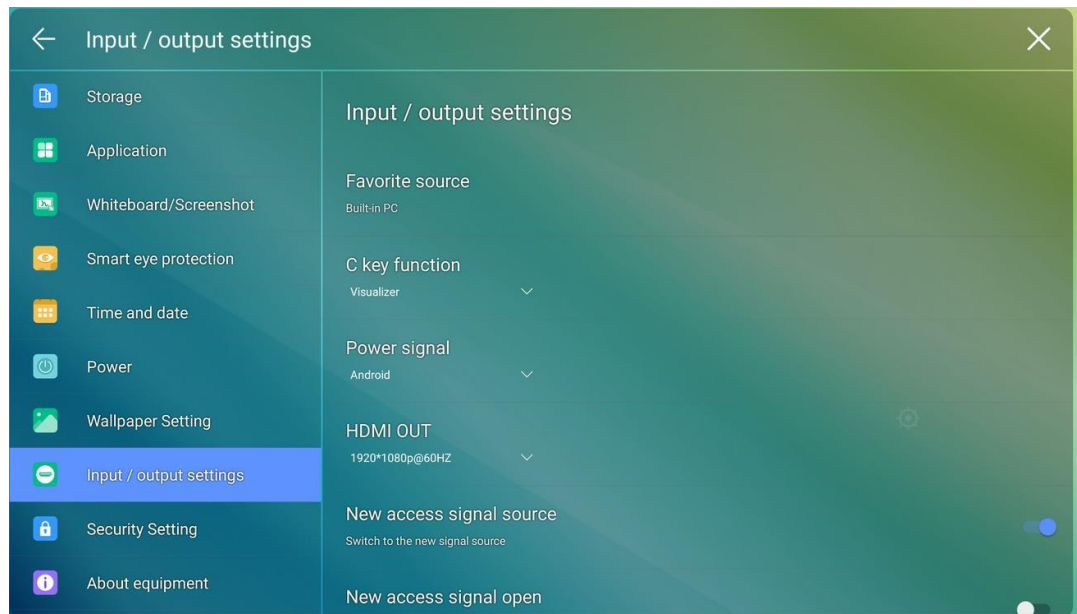 Input / output settings
Storage
Application
Whiteboard/Screenshot
Smart eye protection
Time and date
Power
Wallpaper Setting
Input / output settings
Security Setting
About equipment
Input / output settings
Favorite source
Built-in PC
C key function
Visualizer
Power signal
Android
HDMI OUT
1920*1080p@60HZ
New access signal source
Switch to the new signal source
New access signal open